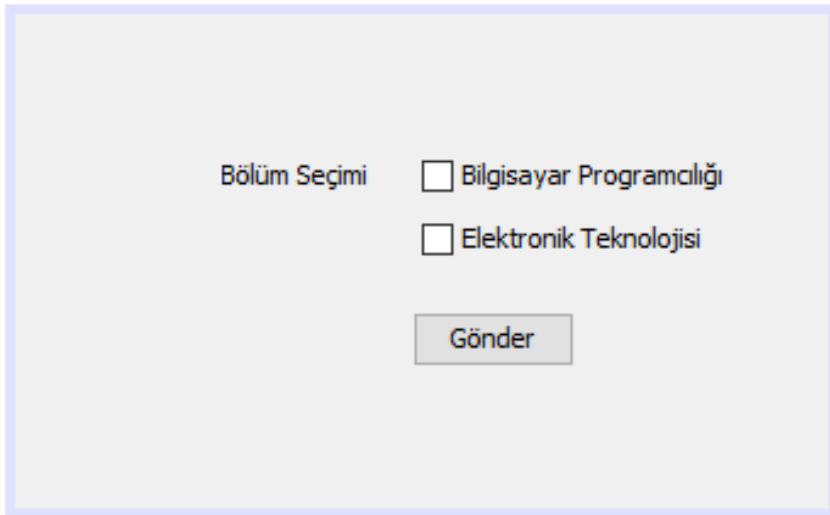 Bölüm Seçimi Bilgisayar Programcılığı
Elektronik Teknolojisi
Gönder